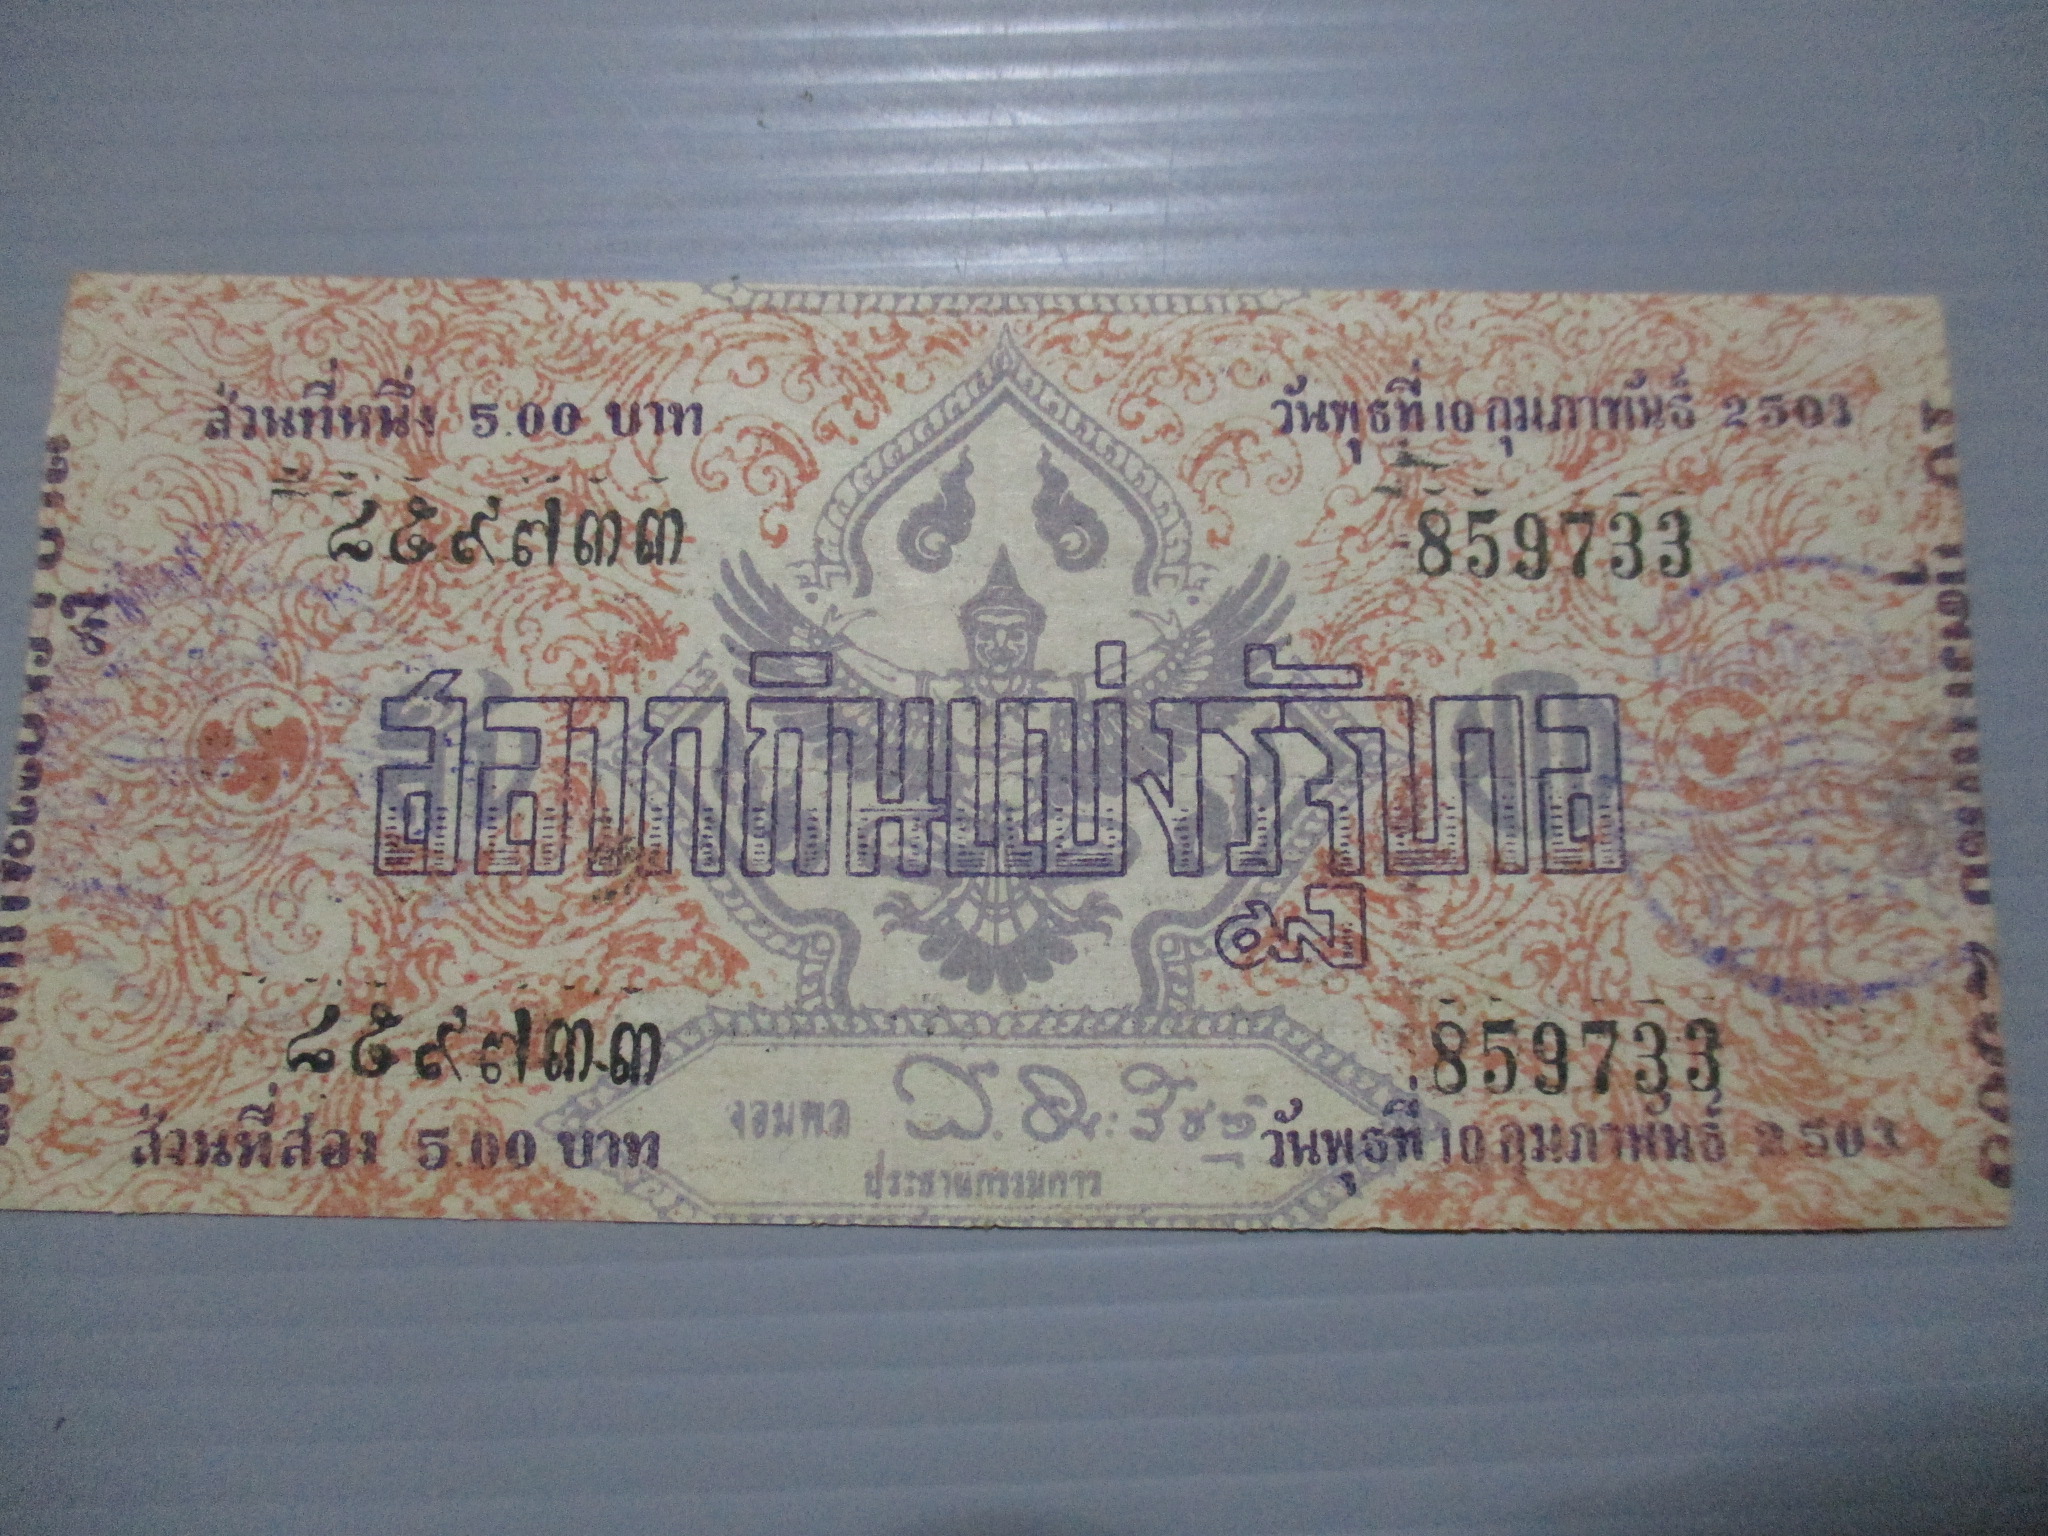 ส่วนที่หนึ่ง 5.00 บาท
วันพุธที่ 10 กุมภาพันธ์ 2503
๘๕๙๗๓๓
859733
สลากกินแบ่งรัฐบาล
๘๕๙๗๓๓
859733
ส่วนที่สอง 5.00 บาท
วันพุธที่ 10 กุมภาพันธ์ 2503
จอมพล
ประธานกรรมการ